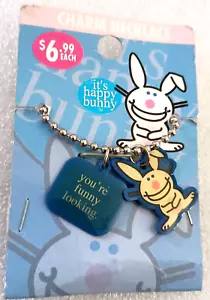 CHARM NECKLACE
$6.99
EACH
it's
happy
bunny
you're
funny
looking.